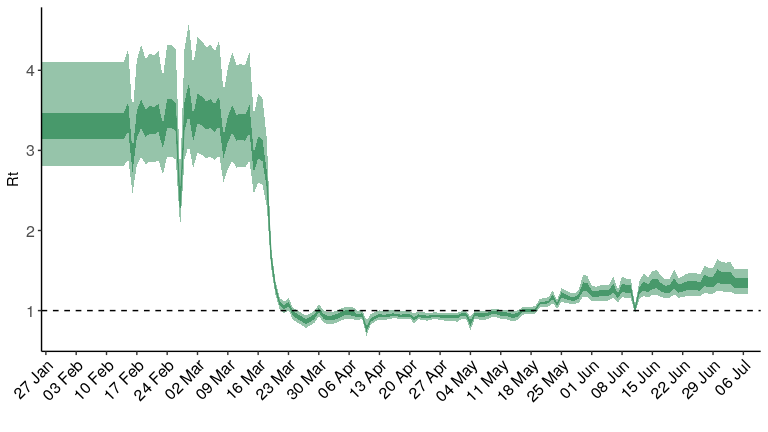 4
3
2
1
Rt
27 Jan
03 Feb
10 Feb
17 Feb
24 Feb
02 Mar
09 Mar
16 Mar
23 Mar
30 Mar
06 Apr
13 Apr
20 Apr
27 Apr
04 May
11 May
18 May
25 May
01 Jun
08 Jun
15 Jun
22 Jun
29 Jun
06 Jul